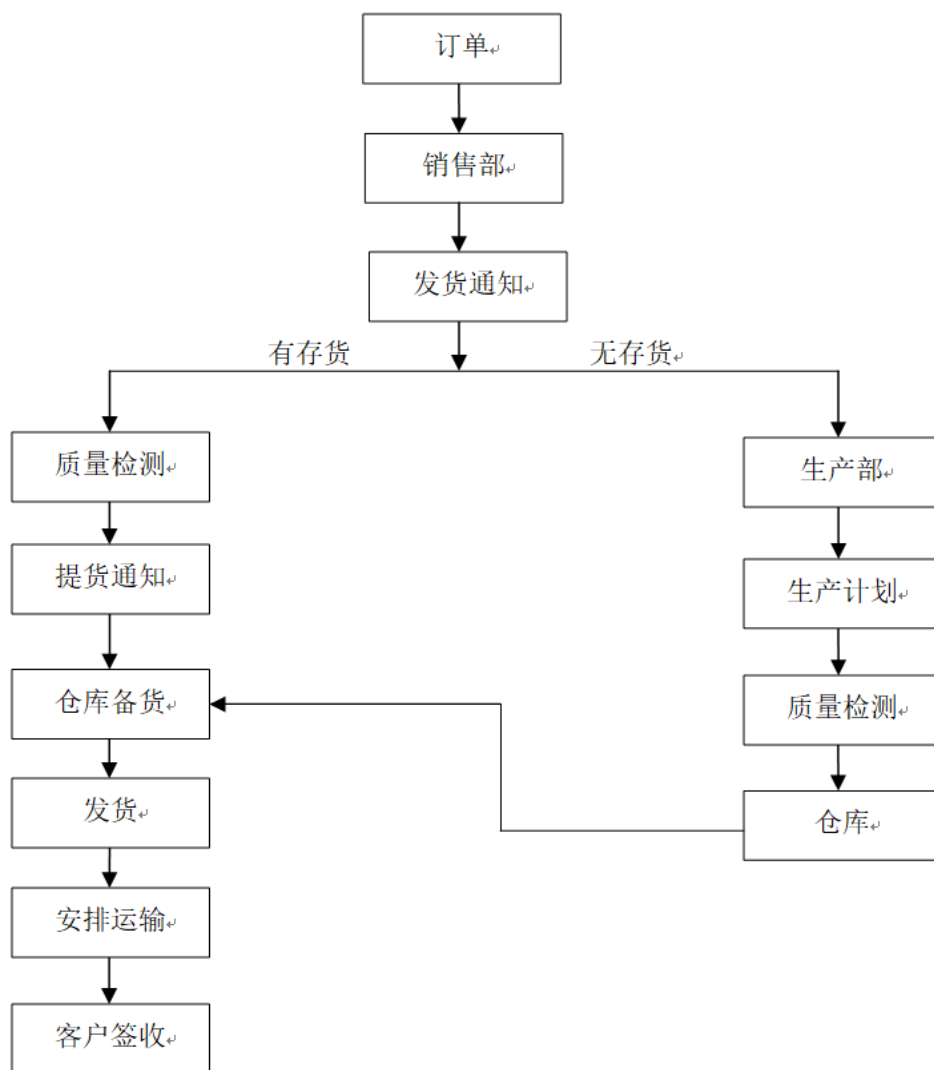 订单
销售部
发货通知
有存货
无存货
质量检测
提货通知
仓库备货
发货
安排运输
客户签收
生产部
生产计划
质量检测
仓库